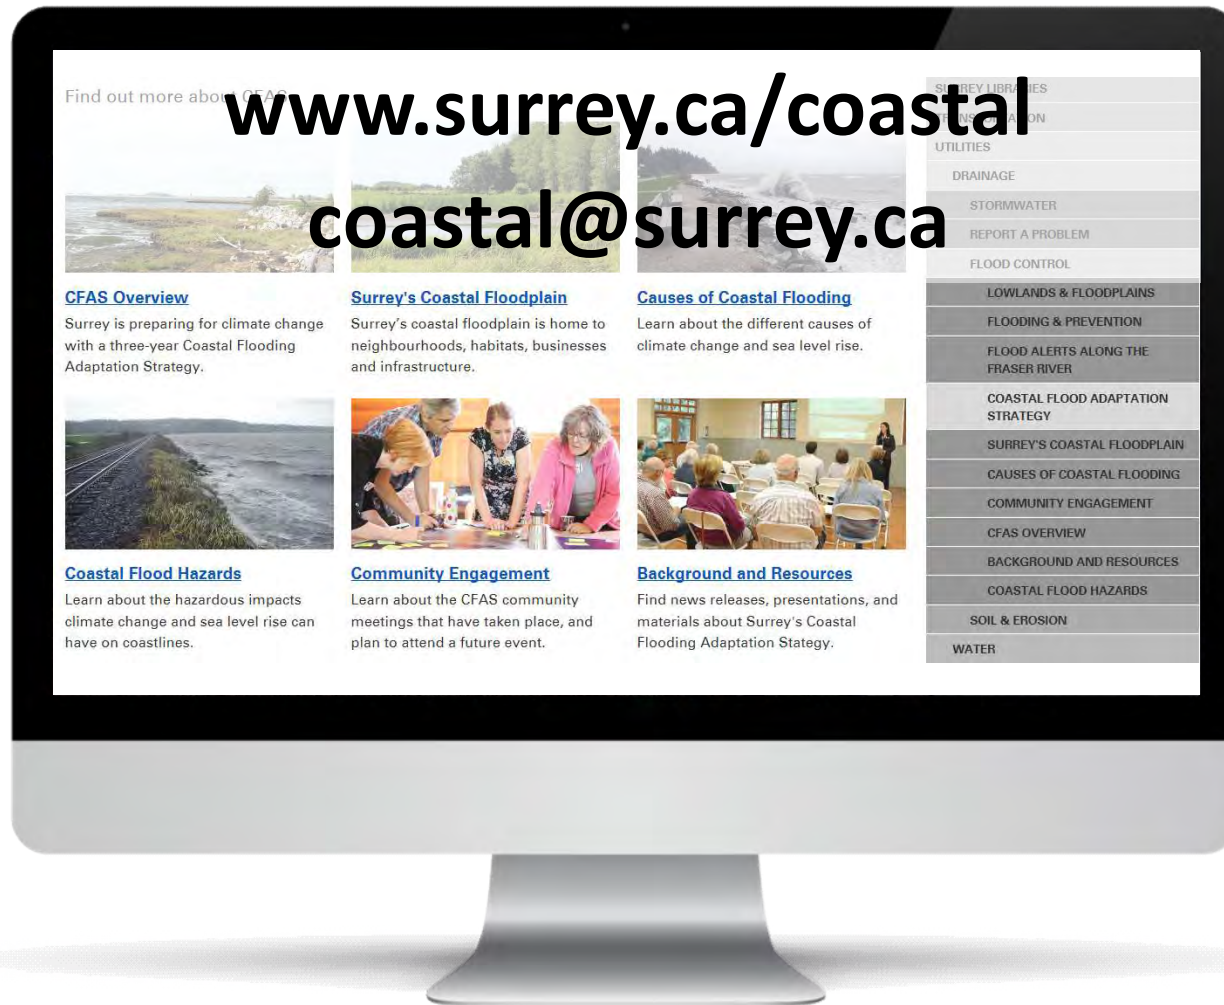 Find out more about CFAS
www.surrey.ca/coastal
coastal@surrey.ca
CFAS Overview
Surrey is preparing for climate change
with a three-year Coastal Flooding
Adaptation Strategy.
Surrey's Coastal Floodplain
Surrey's coastal floodplain is home to
neighbourhoods, habitats, businesses
and infrastructure.
Causes of Coastal Flooding
Learn about the different causes of
climate change and sea level rise.
Coastal Flood Hazards
Learn about the hazardous impacts
climate change and sea level rise can
have on coastlines.
Community Engagement
Learn about the CFAS community
meetings that have taken place, and
plan to attend a future event.
Background and Resources
Find news releases, presentations, and
materials about Surrey's Coastal
Flooding Adaptation Stategy.
SURREY LIBRARIES
TRANSPORTATION
UTILITIES
DRAINAGE
STORMWATER
REPORT A PROBLEM
FLOOD CONTROL
LOWLANDS & FLOODPLAINS
FLOODING & PREVENTION
FLOOD ALERTS ALONG THE
FRASER RIVER
COASTAL FLOOD ADAPTATION
STRATEGY
SURREY'S COASTAL FLOODPLAIN
CAUSES OF COASTAL FLOODING
COMMUNITY ENGAGEMENT
CFAS OVERVIEW
BACKGROUND AND RESOURCES
COASTAL FLOOD HAZARDS
SOIL & EROSION
WATER